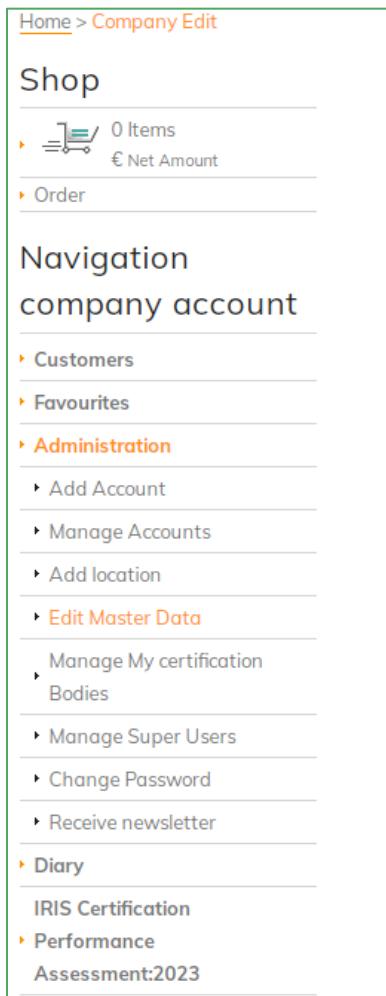 Home > Company Edit
Shop
0 Items
€ Net Amount
Order
Navigation
company account
Customers
Favourites
Administration
Add Account
Manage Accounts
Add location
Edit Master Data
Manage My certification
Bodies
Manage Super Users
Change Password
Receive newsletter
Diary
IRIS Certification
Performance
Assessment:2023